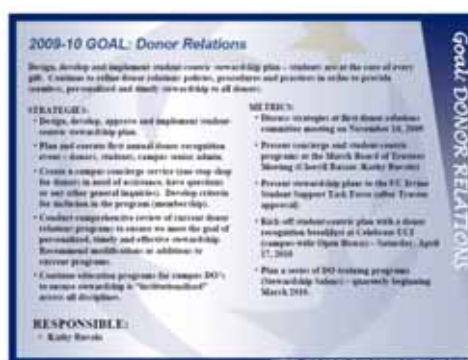 2009-10 GOAL: Donor Relations
Design, develop and implement student-centric stewardship plan – students are at the core of every
gift. Continue to refine donor relations policies, procedures and practices in order to provide
seamless, personalized and timely stewardship to all donors.
STRATEGIES:
• Design, develop, approve and implement student-
centric stewardship plan.
• Plan and execute first annual donor recognition
event – donors, students, campus senior admin.
• Create a campus concierge service (one stop shop
for donors in need of assistance, have questions
or any other general inquiries). Develop criteria
for inclusion in the program (membership).
• Conduct comprehensive review of current donor
relations' programs to ensure we meet the goal of
personalized, timely and effective stewardship.
Recommend modifications or additions to
current programs.
• Continue education programs for campus DO's
to ensure stewardship is "institutionalized"
across all disciplines.
RESPONSIBLE:
• Kathy
METRICS:
• Discuss strategies at first donor relations
committee meeting on November 2009
• Present concierge and student-centric
programs at the March Board of Trustees
Meeting
• Present stewardship plans to the UC Irvine
Student Support Task Force (after Trustee
approval).
• Kick-off student-centric plan with a donor
recognition breakfast at Celebrate UCI
(campus-wide Open House) – Saturday, April
17, 2010
• Plan a series of DO training programs
(Stewardship Salons) – quarterly beginning
March 2010.
Goal: DONOR RELATIONS